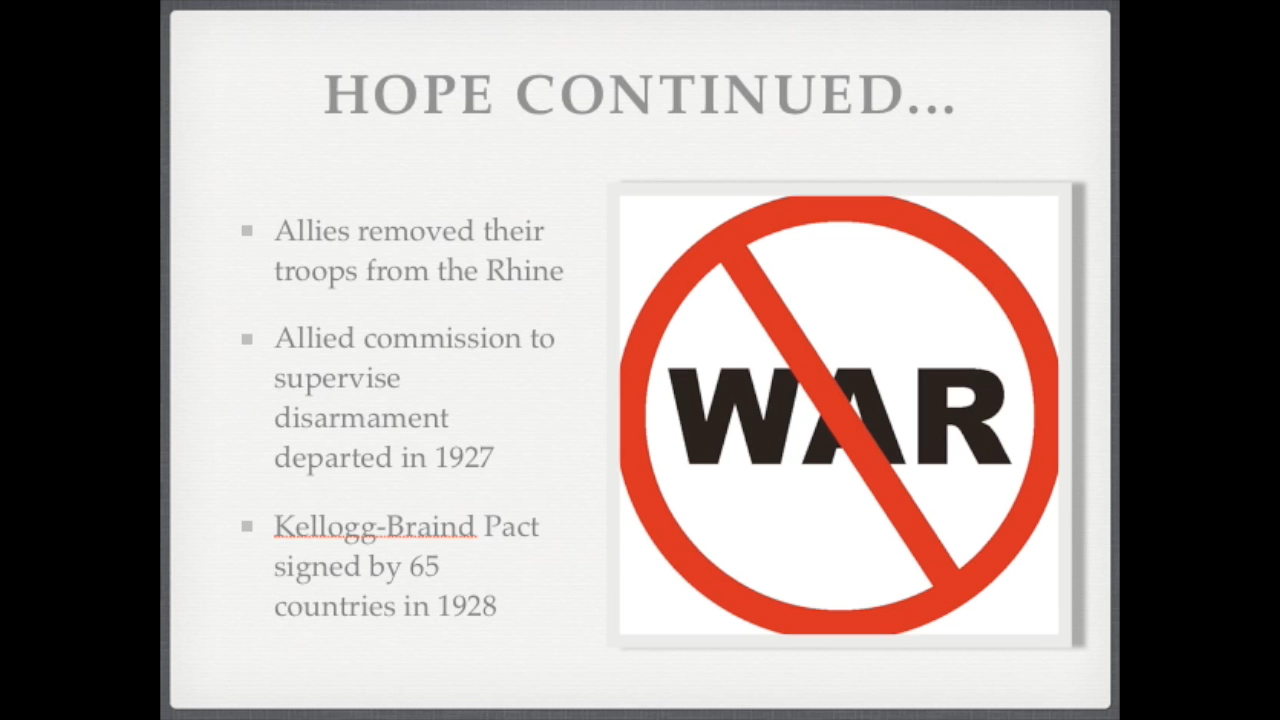 HOPE CONTINUED...
Allies removed their
troops from the Rhine
Allied commission to
supervise
disarmament
departed in 1927
Kellogg-Braind Pact
signed by 65
countries in 1928
WAR